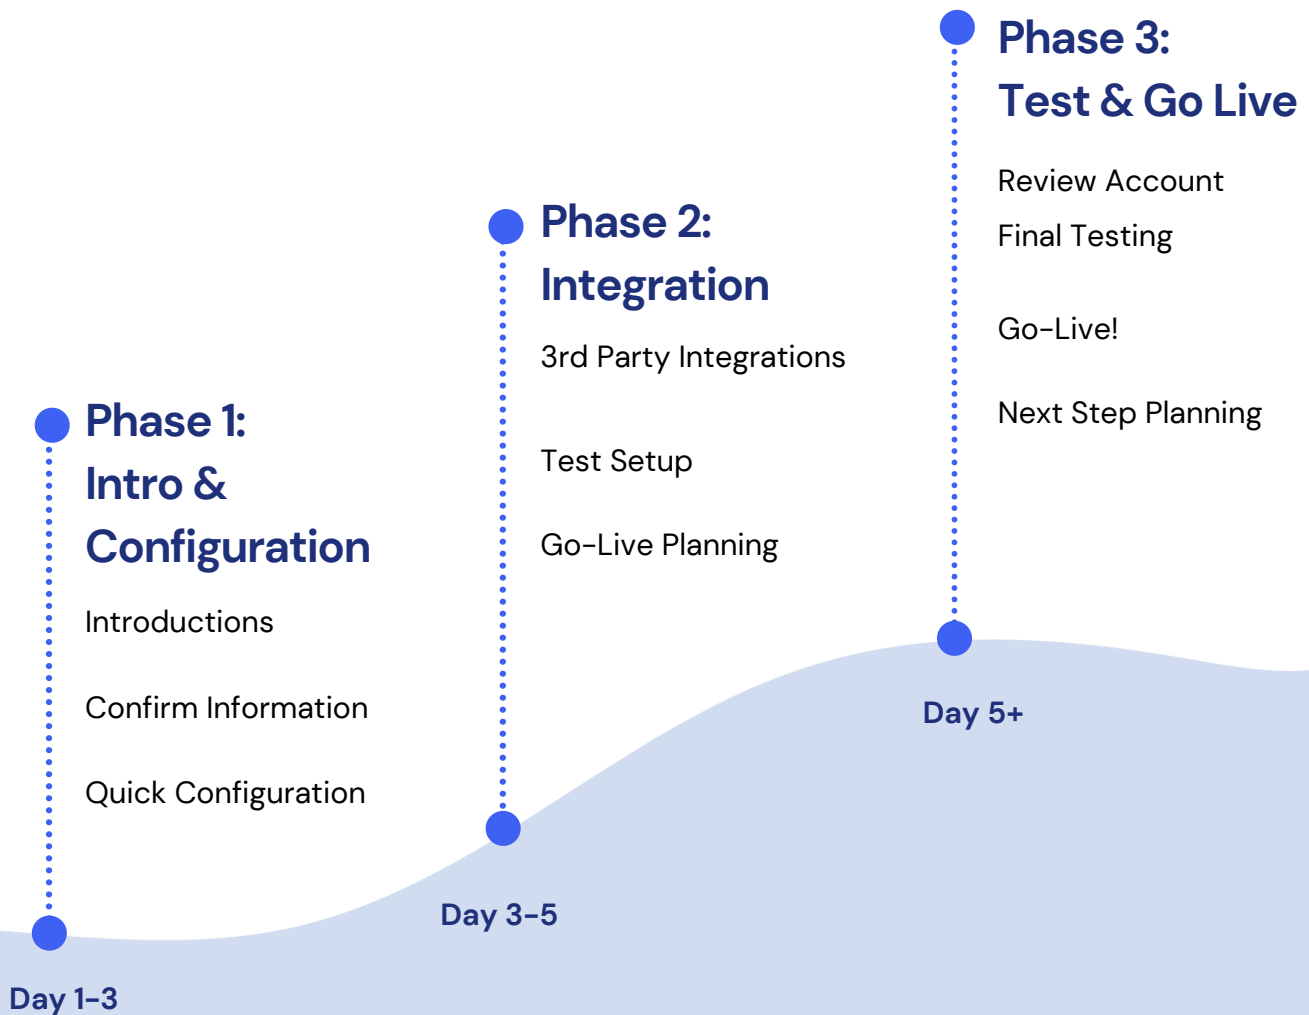 Phase 1:
Intro &
Configuration
Introductions
Confirm Information
Quick Configuration
Day 1-3
Phase 2:
Integration
3rd Party Integrations
Test Setup
Go-Live Planning
Day 3-5
Phase 3:
Test & Go Live
Review Account
Final Testing
Go-Live!
Next Step Planning
Day 5+